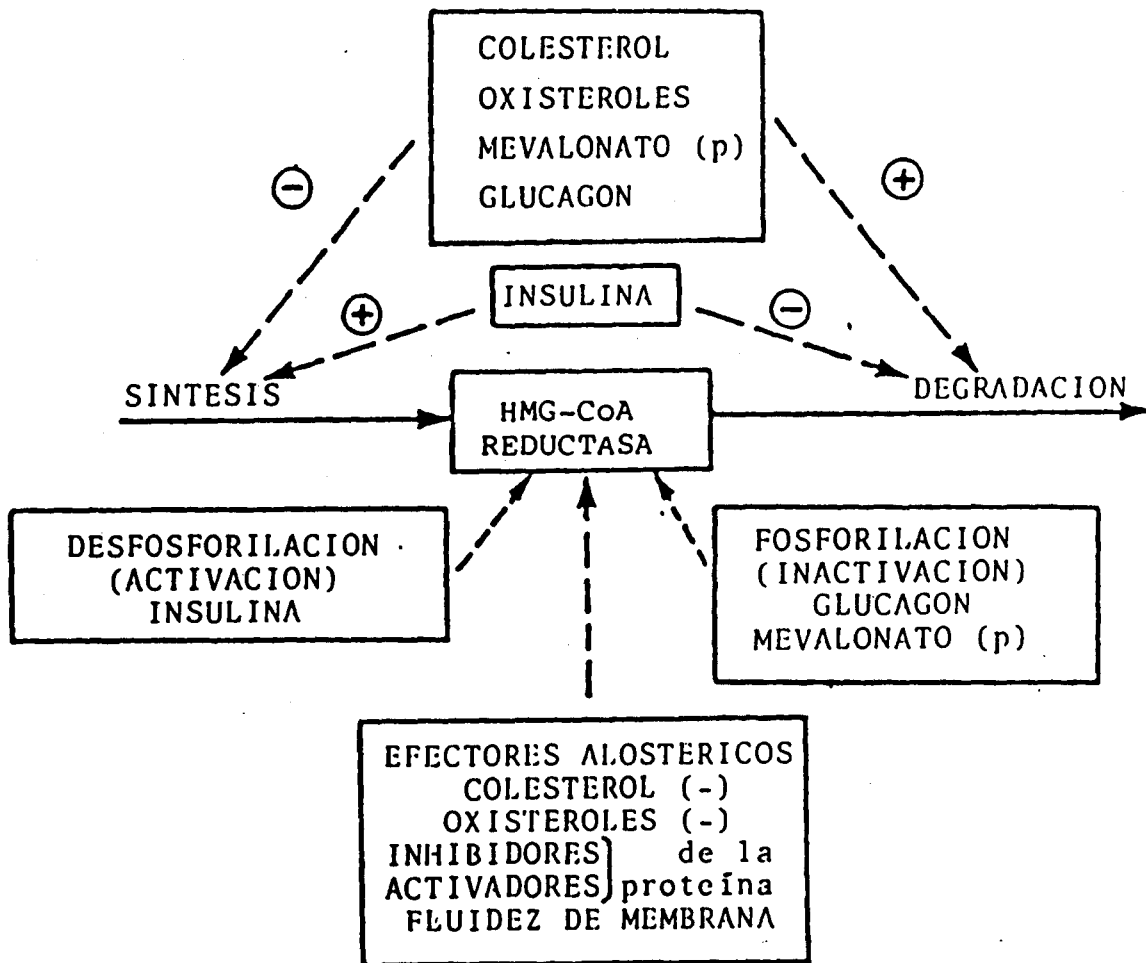 COLESTEROL
OXISTEROLES
MEVALONATO (p)
GLUCAGON
−
+
INSULINA
+
−
SINTESIS
DEGRADACION
HMG-CoA
REDUCTASA
DESFOSFORILACION
(ACTIVACION)
INSULINA
FOSFORILACION
(INACTIVACION)
GLUCAGON
MEVALONATO (p)
EFECTORES ALOSTERICOS
COLESTEROL (-)
OXISTEROLES (-)
INHIBIDORES} de la
ACTIVADORES} proteína
FLUIDEZ DE MEMBRANA